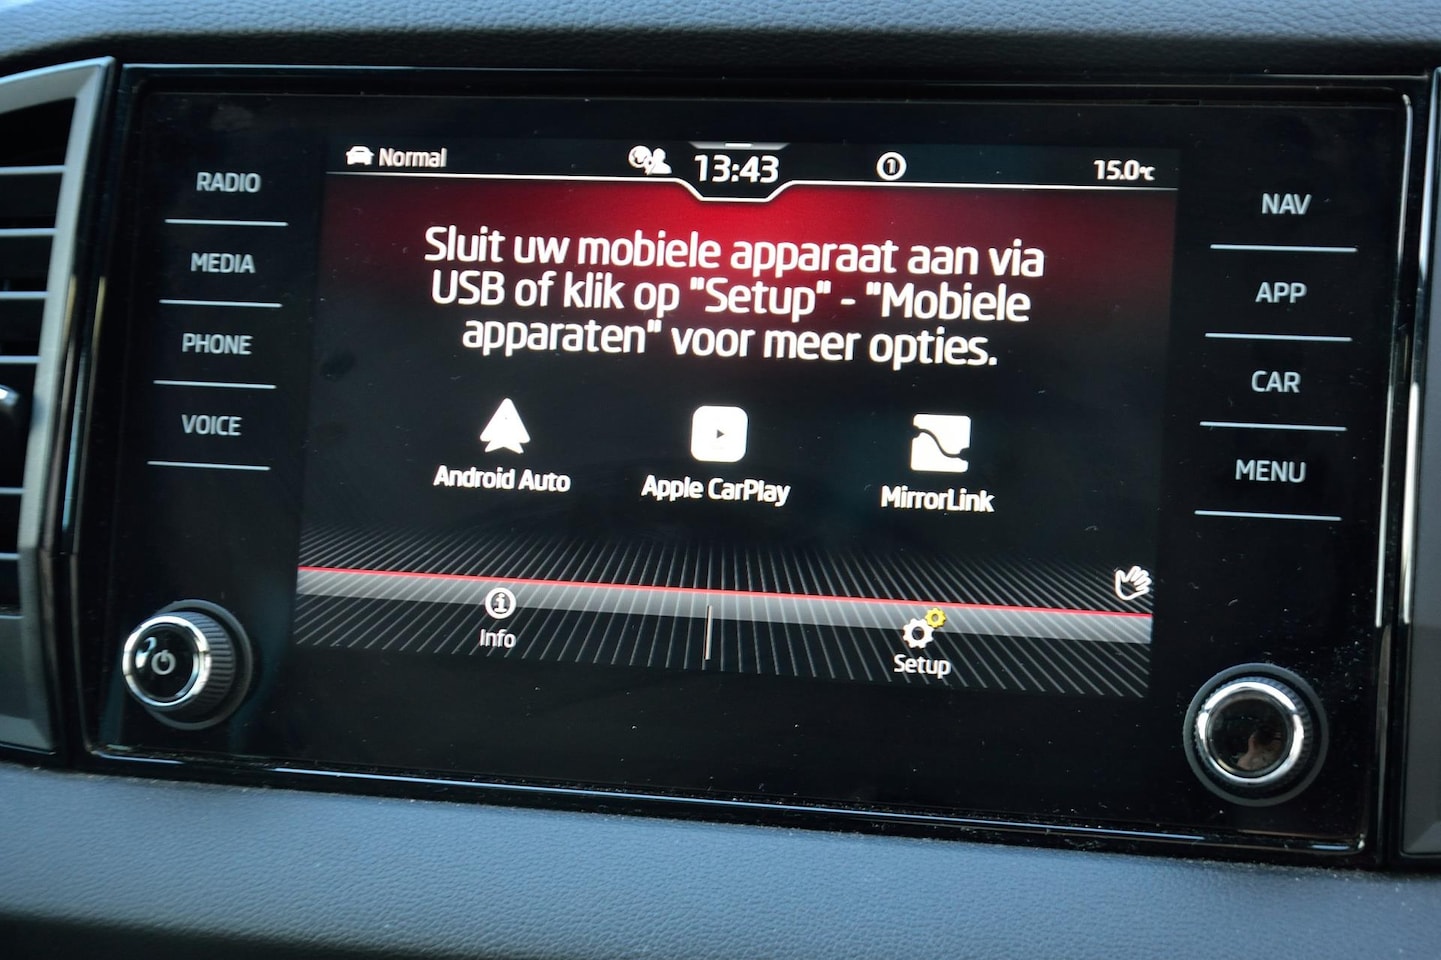 Normal
13:43
1
15.0°C
RADIO
MEDIA
PHONE
VOICE
Sluit uw mobiele apparaat aan via
USB of klik op "Setup" - "Mobiele
apparaten" voor meer opties.
Android Auto
Apple CarPlay
MirrorLink
Info
Setup
NAV
APP
CAR
MENU